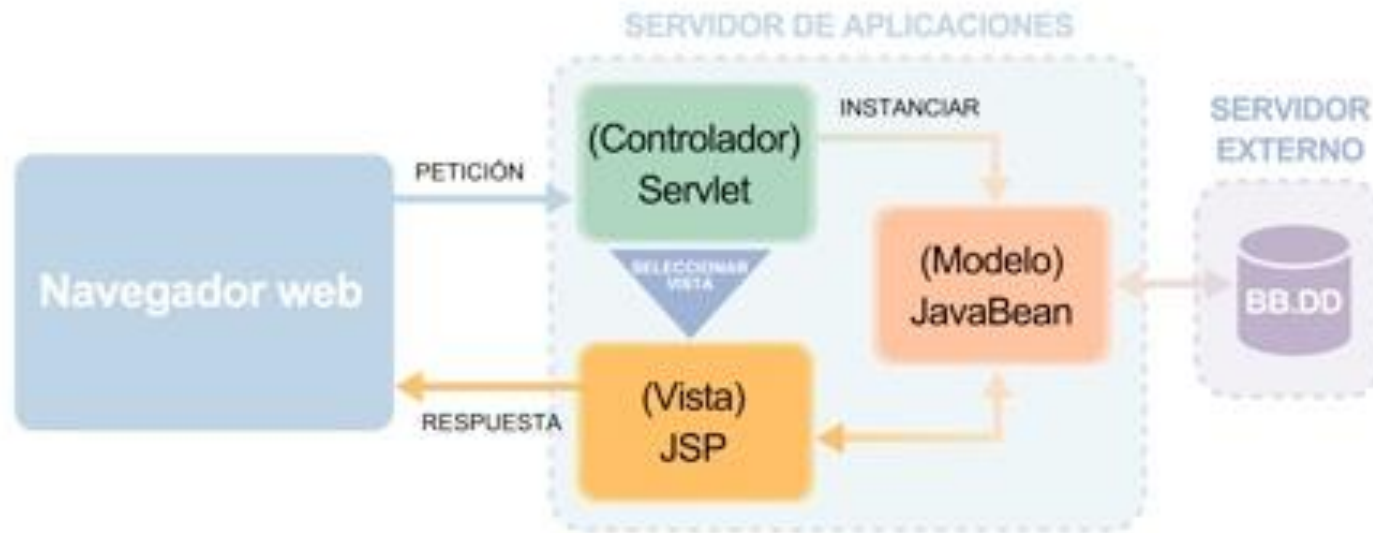 SERVIDOR DE APLICACIONES
(Controlador)
Servlet
INSTANCIAR
SERVIDOR
EXTERNO
PETICIÓN
Navegador web
SELECCIONAR
VISTA
(Modelo)
JavaBean
BB.DD
(Vista)
JSP
RESPUESTA